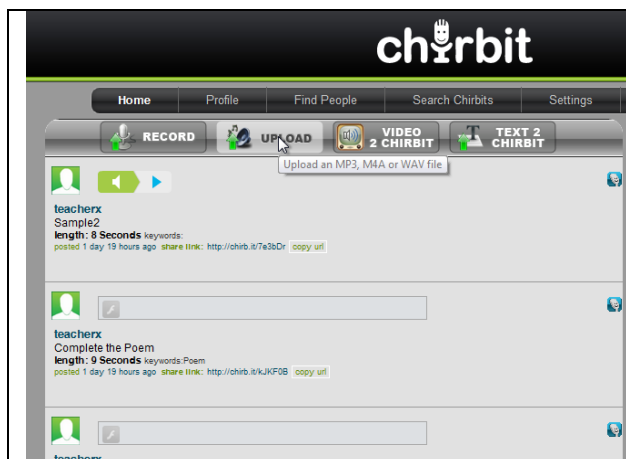 chirbit
Home Profile Find People Search Chirbits Settings
RECORD UPLOAD VIDEO 2 CHIRBIT TEXT 2 CHIRBIT
Upload an MP3, M4A or WAV file
teacherx
Sample2
length: 8 Seconds keywords:
posted 1 day 19 hours ago share link: http://chirb.it/7e3bDr copy url
teacherx
Complete the Poem
length: 9 Seconds keywords:Poem
posted 1 day 19 hours ago share link: http://chirb.it/kJKF0B copy url
teacherx